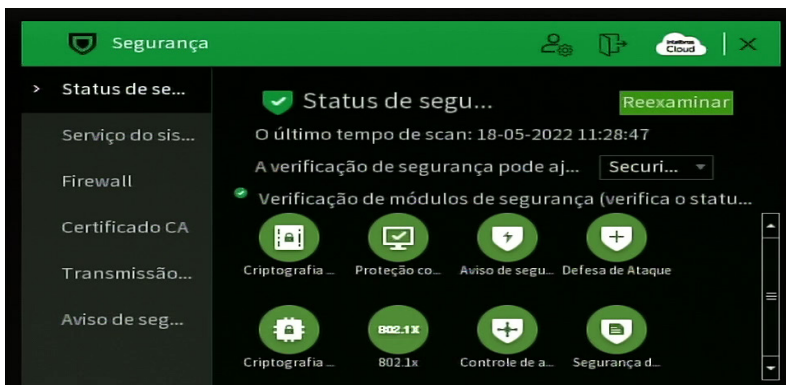 Segurança
intelbras
Cloud
Status de se...
Serviço do sis...
Firewall
Certificado CA
Transmissão...
Aviso de seg...
Status de segu...
Reexaminar
O último tempo de scan: 18-05-2022 11:28:47
A verificação de segurança pode aj...
Securi...
Verificação de módulos de segurança (verifica o statu...
Criptografia ...
Proteção co...
Aviso de segu...
Defesa de Ataque
802.1X
Criptografia ...
802.1x
Controle de a...
Segurança d...